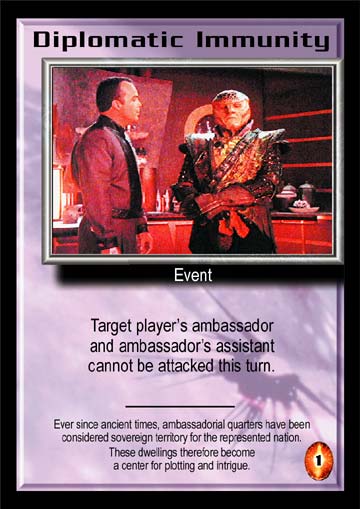 Diplomatic Immunity
Event
Target player's ambassador
and ambassador's assistant
cannot be attacked this turn.
Ever since ancient times, ambassadorial quarters have been
considered sovereign territory for the represented nation.
These dwellings therefore become
a center for plotting and intrigue.
1